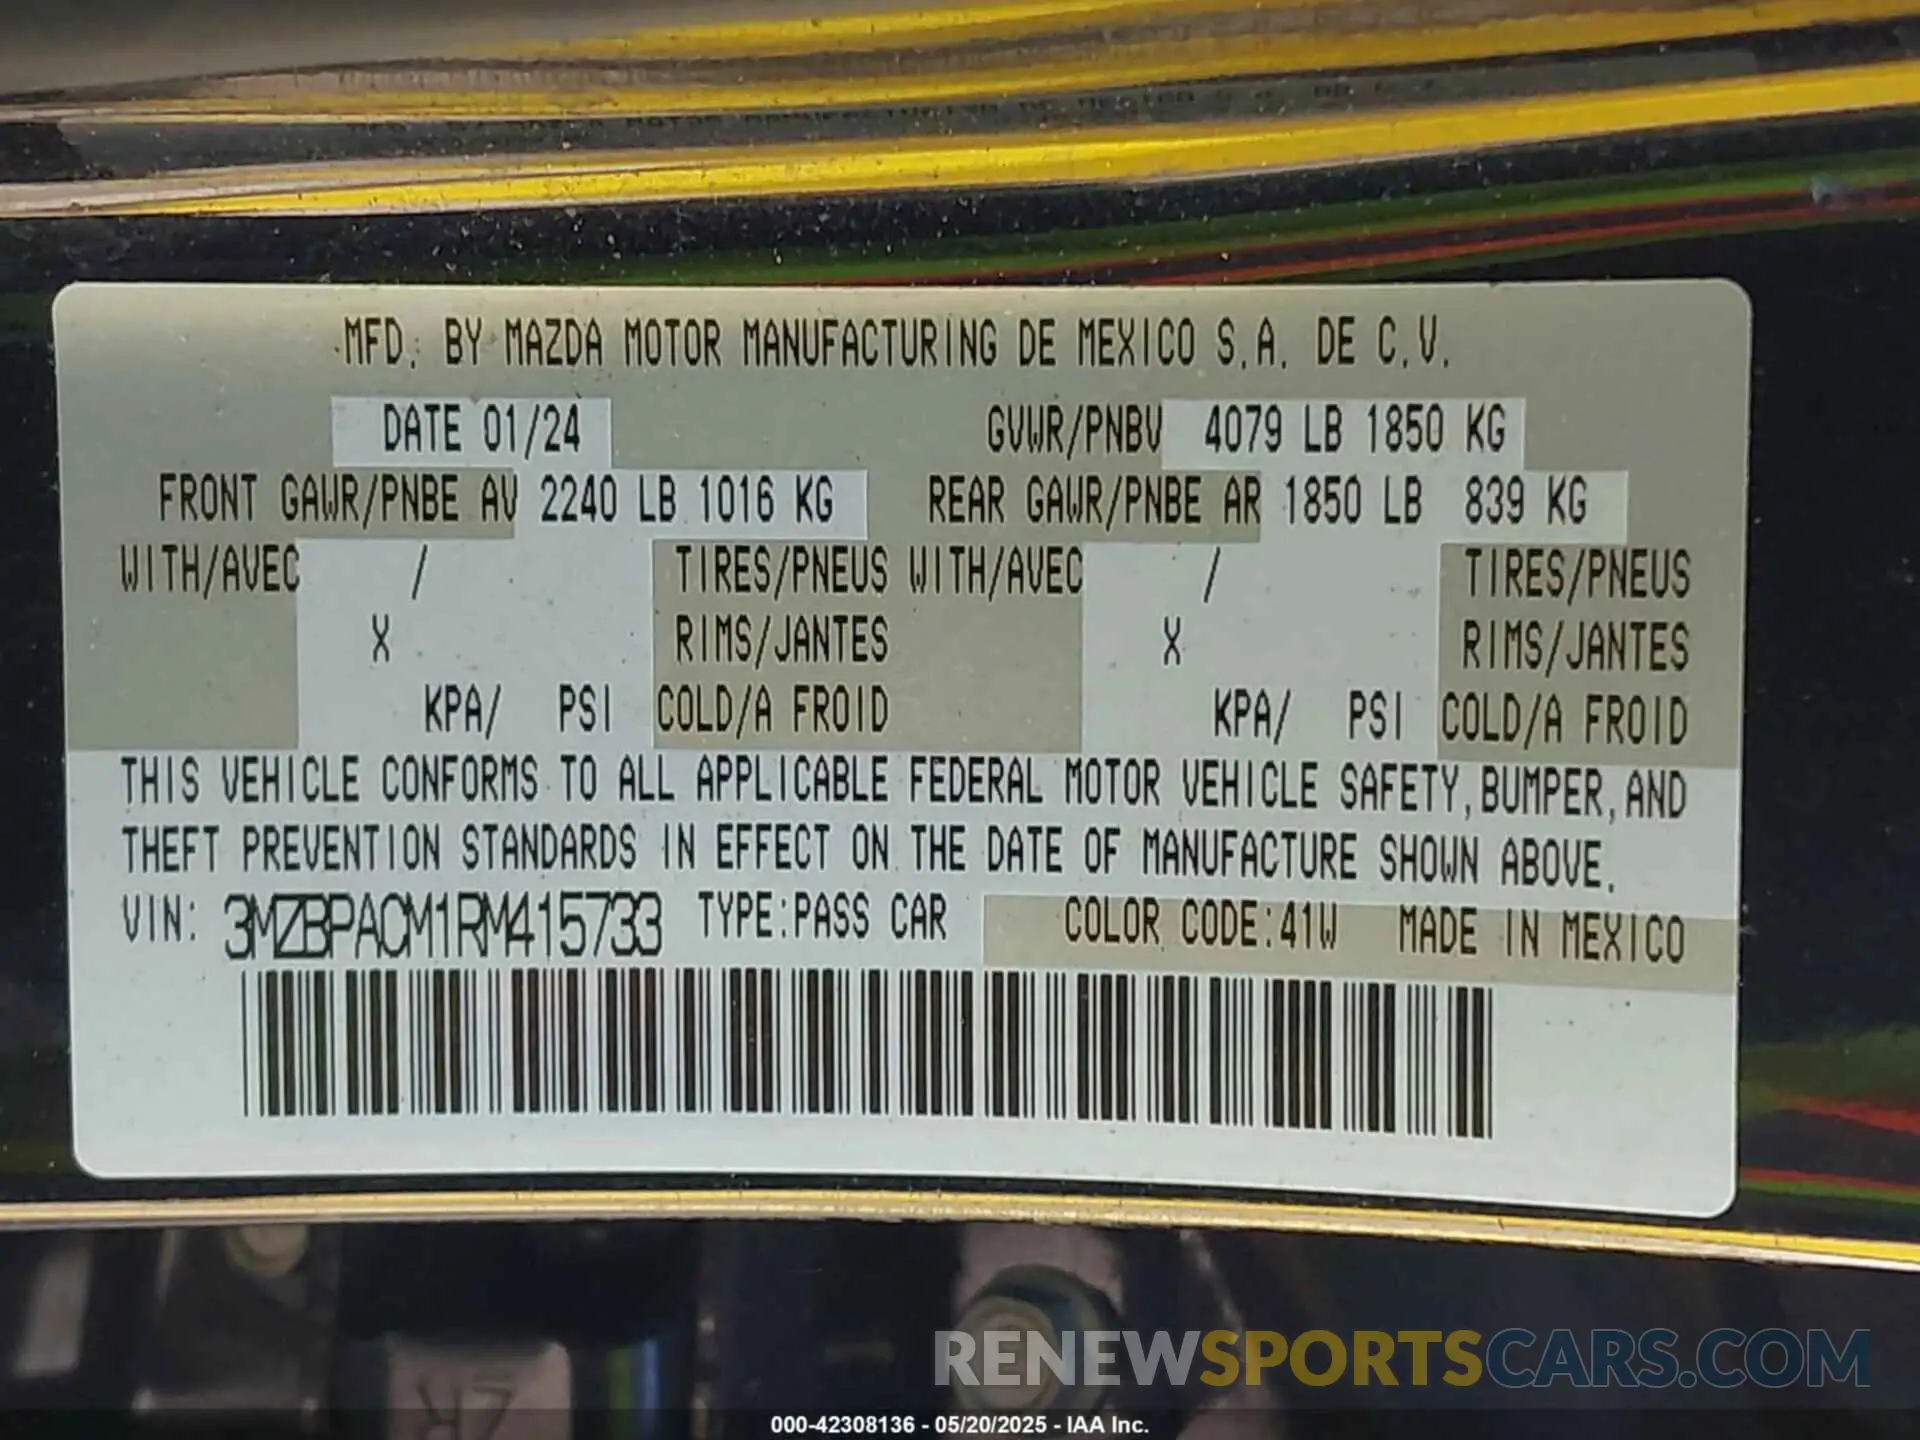 MFD. BY MAZDA MOTOR MANUFACTURING DE MEXICO S.A. DE C.V.
DATE 01/24 GVWR/PNBV 4079 LB 1850 KG
FRONT GAWR/PNBE AV 2240 LB 1016 KG REAR GAWR/PNBE AR 1850 LB 839 KG
WITH/AVEC / TIRES/PNEUS WITH/AVEC / TIRES/PNEUS
X RIMS/JANTES X RIMS/JANTES
KPA/ PSI COLD/A FROID KPA/ PSI COLD/A FROID
THIS VEHICLE CONFORMS TO ALL APPLICABLE FEDERAL MOTOR VEHICLE SAFETY,BUMPER,AND
THEFT PREVENTION STANDARDS IN EFFECT ON THE DATE OF MANUFACTURE SHOWN ABOVE.
VIN: 3MZBPACM1RM415733 TYPE:PASS CAR COLOR CODE:41W MADE IN MEXICO
RENEWSPORTSCARS.COM
000-42308136 - 05/20/2025 - IAA Inc.